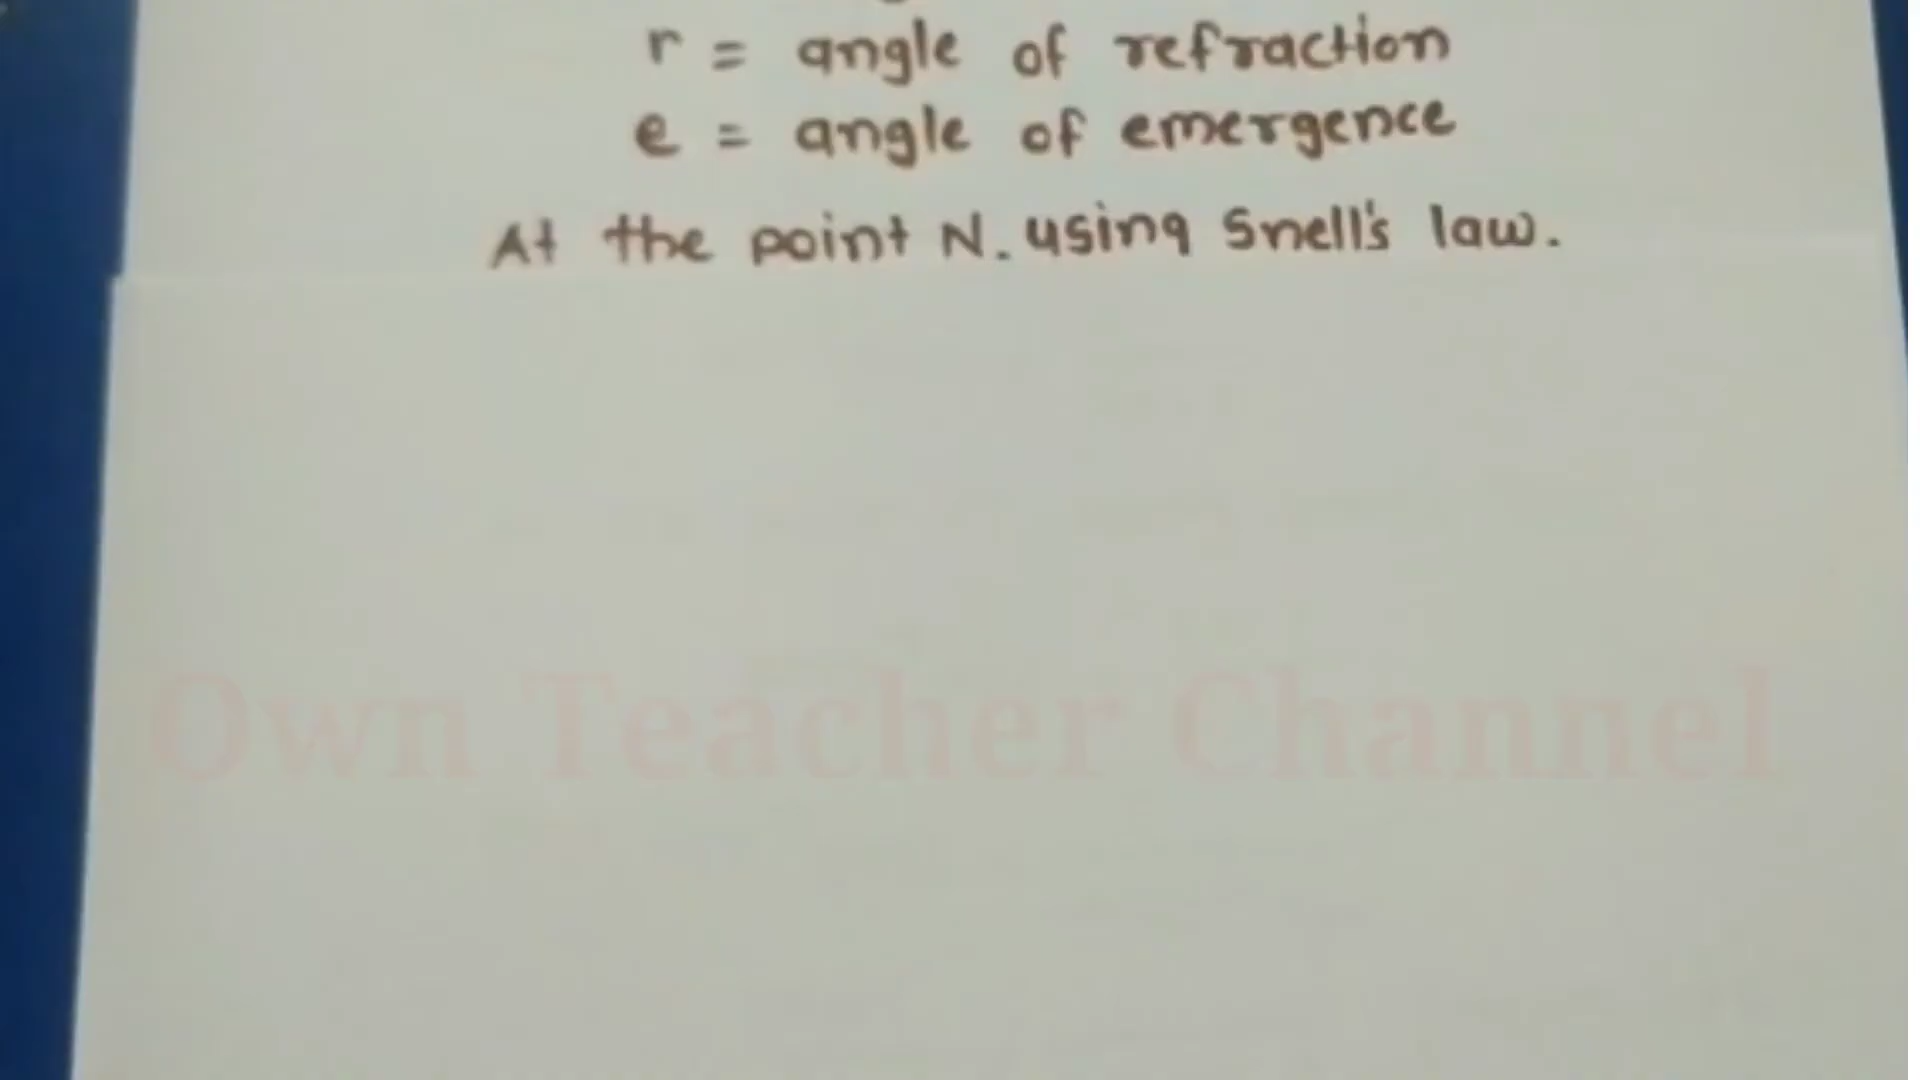 r = angle of refraction
e = angle of emergence
At the point N. using Snell's law.
Own Teacher Channel